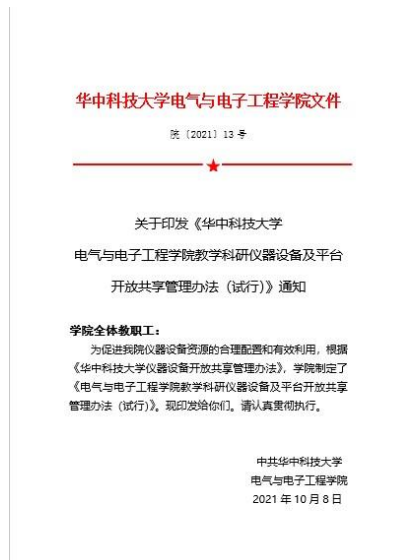 华中科技大学电气与电子工程学院文件
院〔2021〕13号
关于印发《华中科技大学
电气与电子工程学院教学科研仪器设备及平台
开放共享管理办法（试行）》通知
学院全体教职工：
为促进我院仪器设备资源的合理配置和有效利用，根据
《华中科技大学仪器设备开放共享管理办法》，学院制定了
《电气与电子工程学院教学科研仪器设备及平台开放共享
管理办法（试行）》。现印发给你们。请认真贯彻执行。
中共华中科技大学
电气与电子工程学院
2021年10月8日